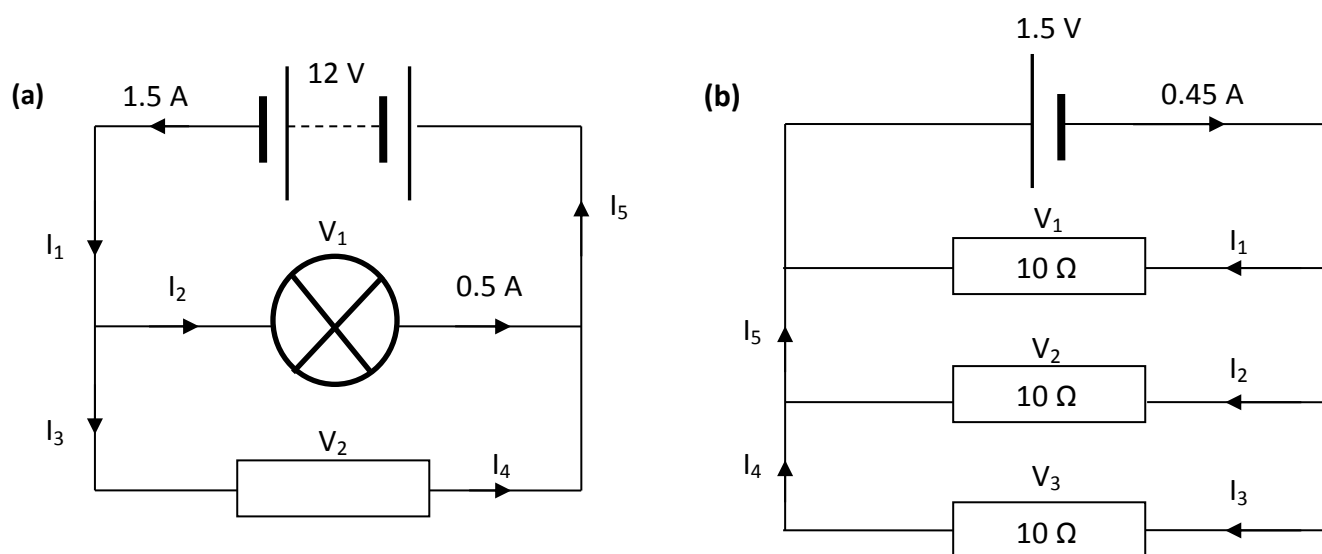 (a)
12 V
1.5 A
I₁
I₂
V₁
0.5 A
I₅
I₃
V₂
I₄
(b)
1.5 V
0.45 A
V₁
10 Ω
I₁
I₅
V₂
10 Ω
I₂
I₄
V₃
10 Ω
I₃